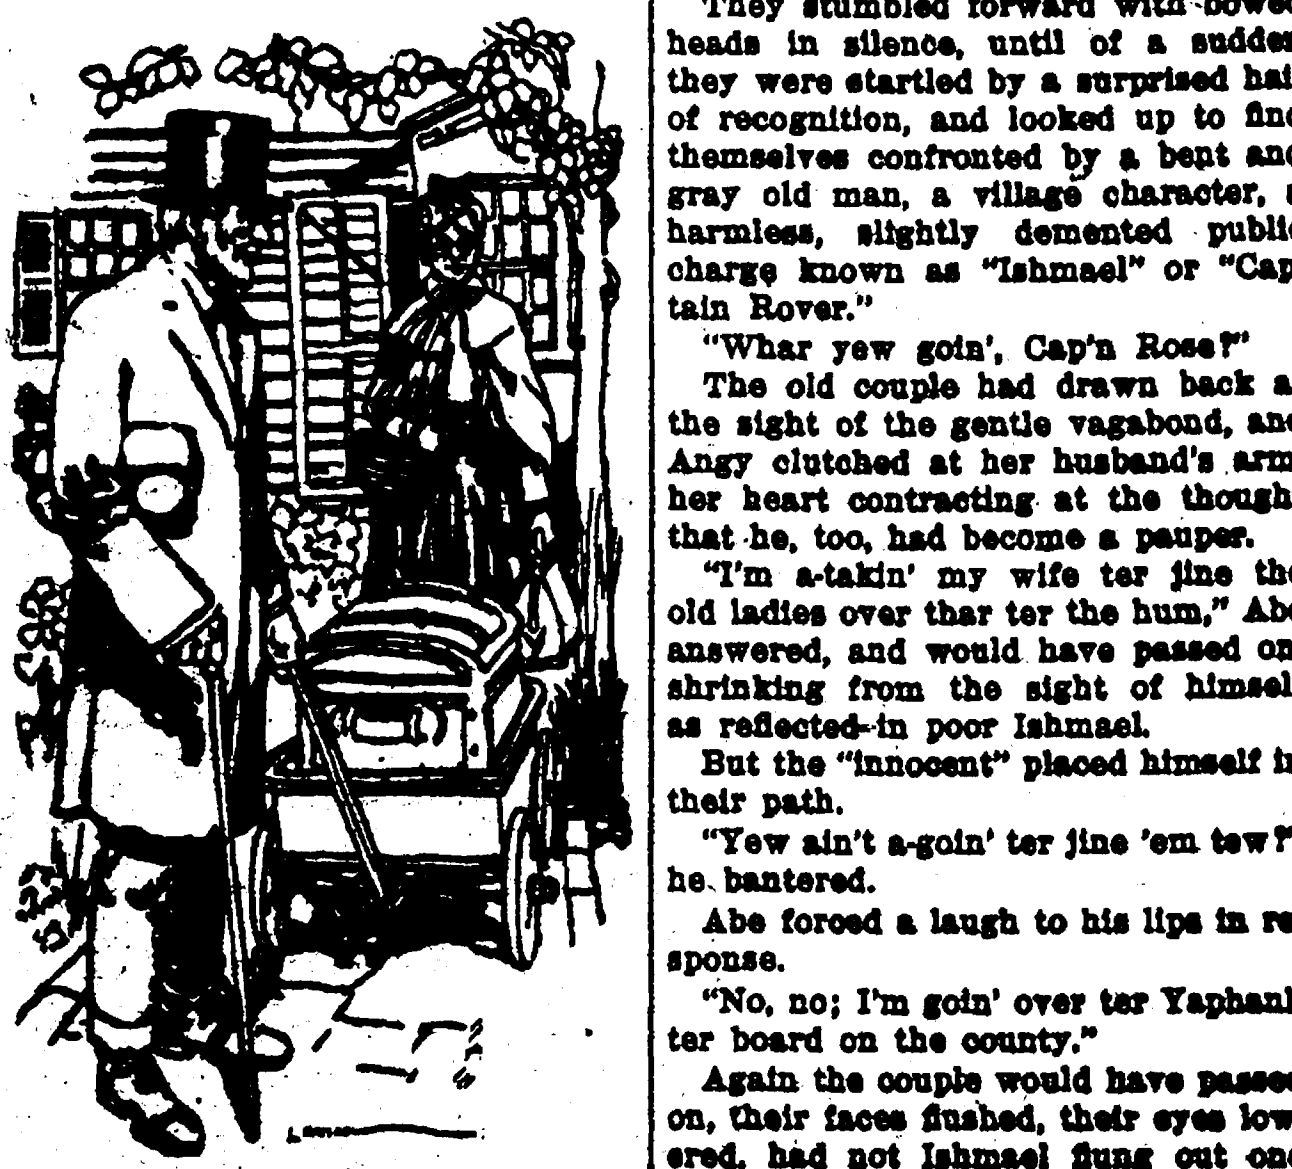 They stumbled forward with bowed
heads in silence, until of a sudden
they were startled by a surprised hail
of recognition, and looked up to find
themselves confronted by a bent and
gray old man, a village character, a
harmless, slightly demented public
charge known as "Ishmael" or "Cap
tain Rover."
"Whar yew goin', Cap'n Rose?"
The old couple had drawn back a
the sight of the gentle vagabond, and
Angy clutched at her husband's arm
her heart contracting at the though
that he, too, had become a pauper.
"I'm a-takin' my wife ter jine the
old ladies over thar ter the hum," Abe
answered, and would have passed on
shrinking from the sight of himsel
as reflected in poor Ishmael.
But the "innocent" placed himself in
their path.
"Yew ain't a-goin' ter jine 'em tew?"
he bantered.
Abe forced a laugh to his lips in re
sponse.
"No, no; I'm goin' over ter Yaphank
ter board on the county."
Again the couple would have passed
on, their faces flushed, their eyes low
ered, had not Ishmael flung out one